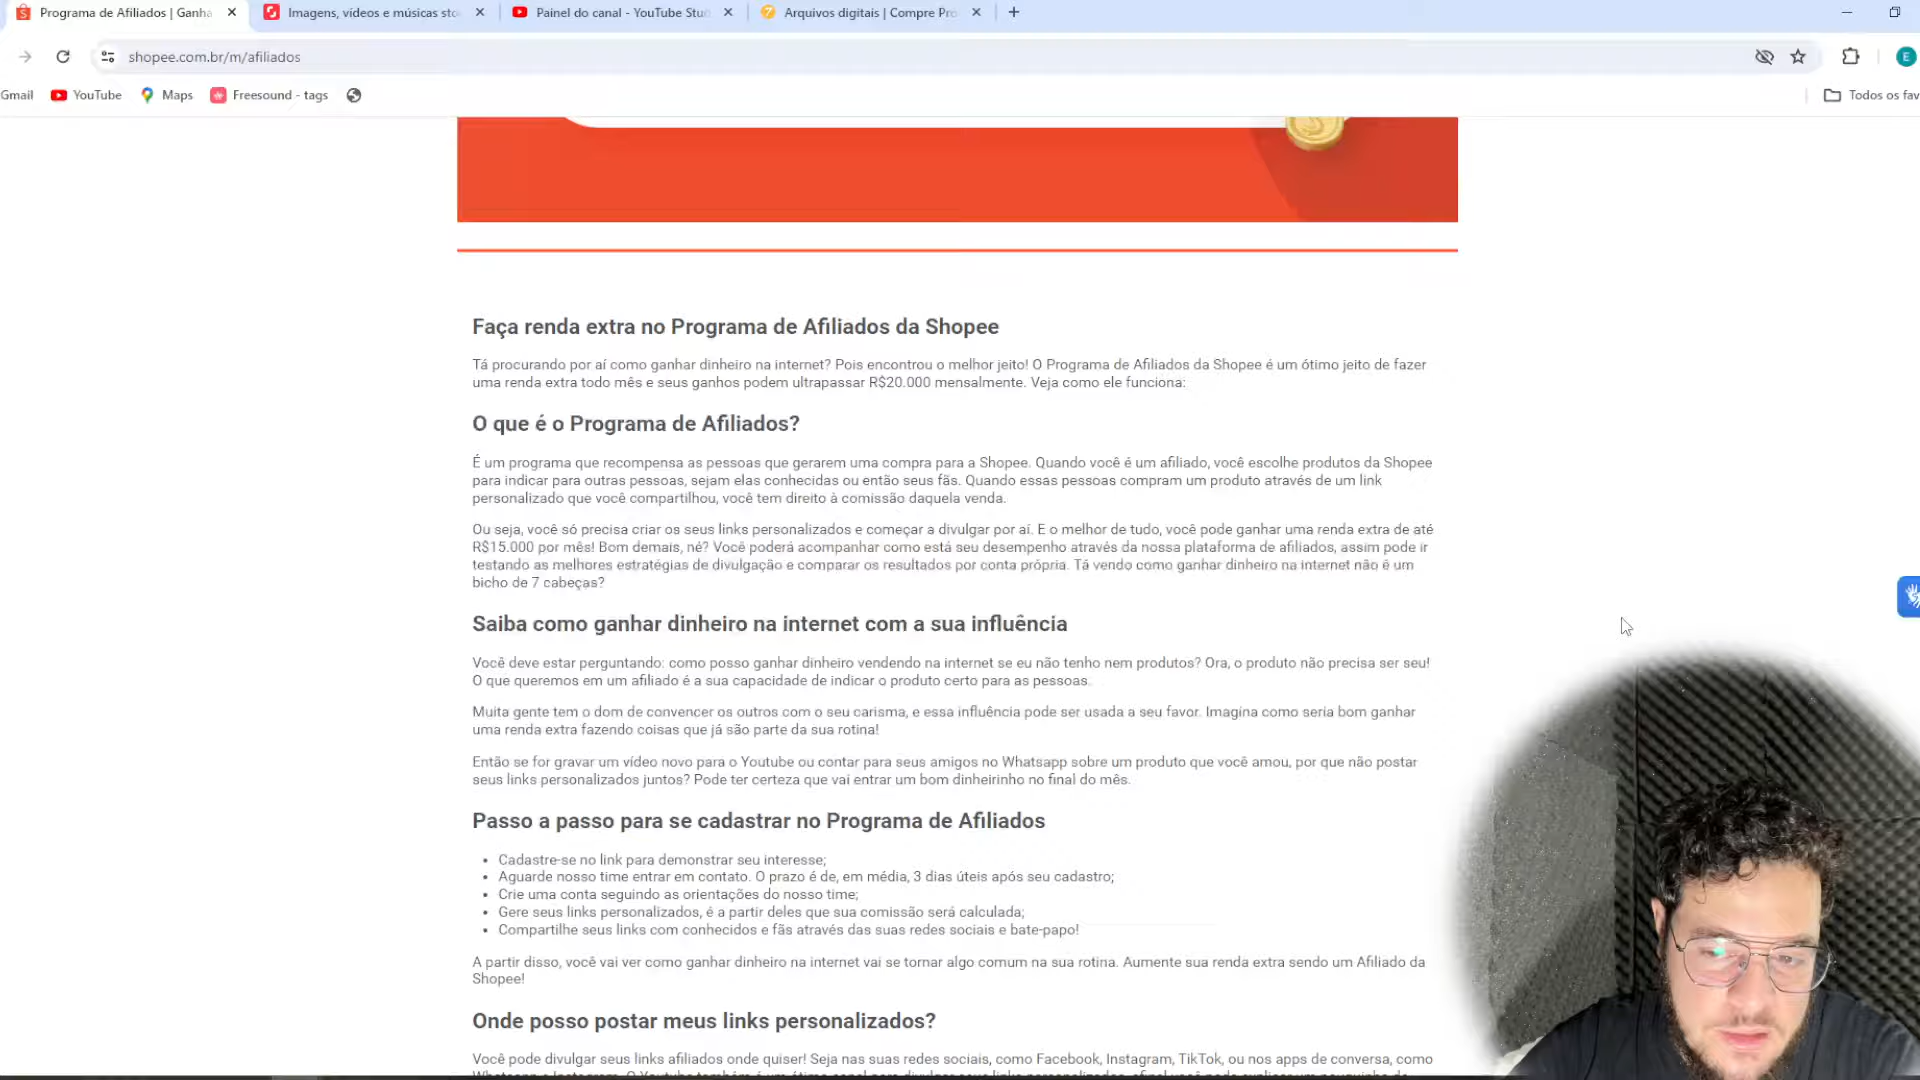 Programa de Afiliados | Ganha
Imagens, vídeos e músicas sto
Painel do canal - YouTube Stu
Arquivos digitais | Compre Pro
shopee.com.br/m/afiliados
E
Gmail
YouTube
Maps
Freesound - tags
Todos os fav
Faça renda extra no Programa de Afiliados da Shopee
Tá procurando por aí como ganhar dinheiro na internet? Pois encontrou o melhor jeito! O Programa de Afiliados da Shopee é um ótimo jeito de fazer
uma renda extra todo mês e seus ganhos podem ultrapassar R$20.000 mensalmente. Veja como ele funciona:
O que é o Programa de Afiliados?
É um programa que recompensa as pessoas que gerarem uma compra para a Shopee. Quando você é um afiliado, você escolhe produtos da Shopee
para indicar para outras pessoas, sejam elas conhecidas ou então seus fãs. Quando essas pessoas compram um produto através de um link
personalizado que você compartilhou, você tem direito à comissão daquela venda.
Ou seja, você só precisa criar os seus links personalizados e começar a divulgar por aí. E o melhor de tudo, você pode ganhar uma renda extra de até
R$15.000 por mês! Bom demais, né? Você poderá acompanhar como está seu desempenho através da nossa plataforma de afiliados, assim pode ir
testando as melhores estratégias de divulgação e comparar os resultados por conta própria. Tá vendo como ganhar dinheiro na internet não é um
bicho de 7 cabeças?
Saiba como ganhar dinheiro na internet com a sua influência
Você deve estar perguntando: como posso ganhar dinheiro vendendo na internet se eu não tenho nem produtos? Ora, o produto não precisa ser seu!
O que queremos em um afiliado é a sua capacidade de indicar o produto certo para as pessoas.
Muita gente tem o dom de convencer os outros com o seu carisma, e essa influência pode ser usada a seu favor. Imagina como seria bom ganhar
uma renda extra fazendo coisas que já são parte da sua rotina!
Então se for gravar um vídeo novo para o Youtube ou contar para seus amigos no Whatsapp sobre um produto que você amou, por que não postar
seus links personalizados juntos? Pode ter certeza que vai entrar um bom dinheirinho no final do mês.
Passo a passo para se cadastrar no Programa de Afiliados
• Cadastre-se no link para demonstrar seu interesse;
• Aguarde nosso time entrar em contato. O prazo é de, em média, 3 dias úteis após seu cadastro;
• Crie uma conta seguindo as orientações do nosso time;
• Gere seus links personalizados, é a partir deles que sua comissão será calculada;
• Compartilhe seus links com conhecidos e fãs através das suas redes sociais e bate-papo!
A partir disso, você vai ver como ganhar dinheiro na internet vai se tornar algo comum na sua rotina. Aumente sua renda extra sendo um Afiliado da
Shopee!
Onde posso postar meus links personalizados?
Você pode divulgar seus links afiliados onde quiser! Seja nas suas redes sociais, como Facebook, Instagram, TikTok, ou nos apps de conversa, como